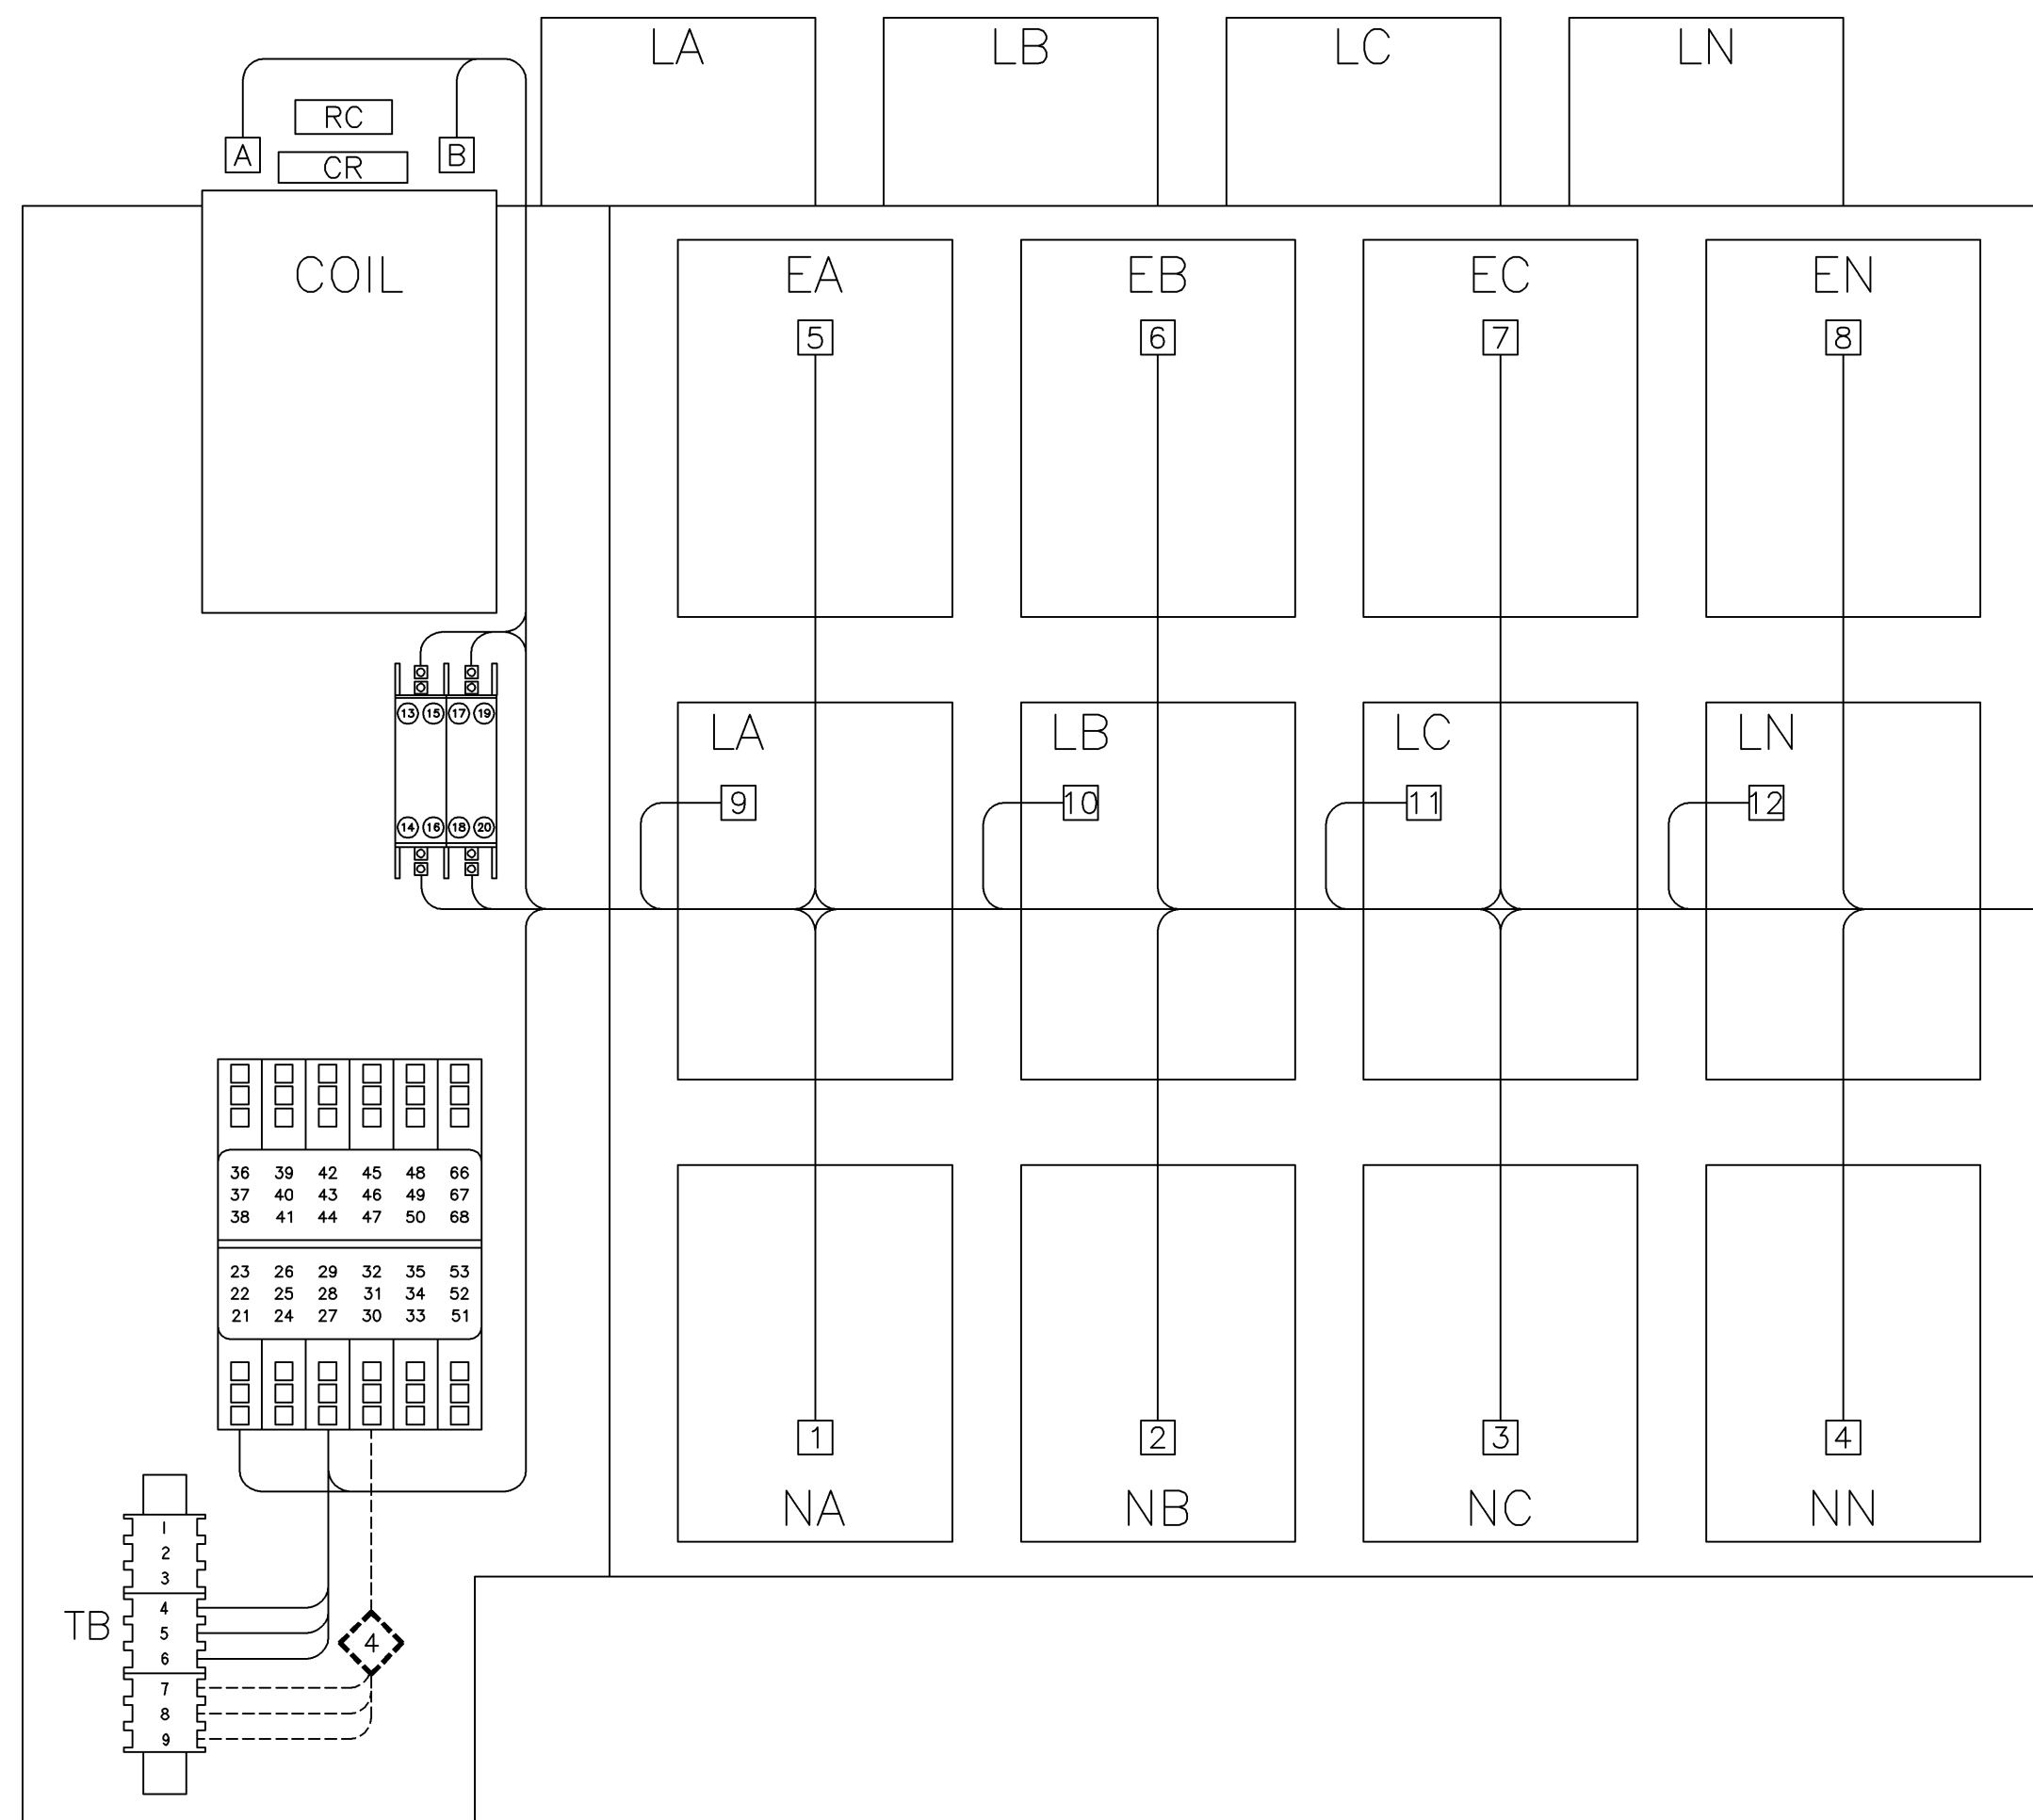 LA LB LC LN
RC
A CR B
COIL EA EB EC EN
5 6 7 8
13 15 17 19 LA LB LC LN
9 10 11 12
14 16 18 20
36 39 42 45 48 66
37 40 43 46 49 67
38 41 44 47 50 68
23 26 29 32 35 53
22 25 28 31 34 52
21 24 27 30 33 51
1 2 3 4
NA NB NC NN
1
2
3
4
TB 5
6
4
7
8
9